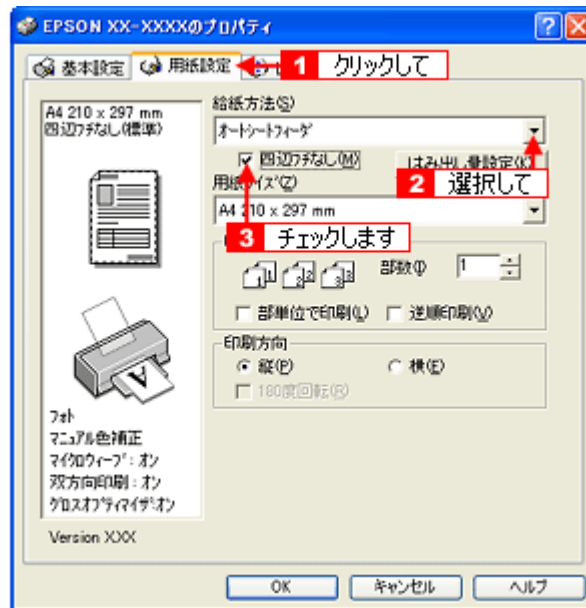 EPSON XX-XXXXのプロパティ
基本設定
用紙設定
1 クリックして
A4 210 x 297 mm
四辺フチなし(標準)
給紙方法(S)
オートシートフィーダ
四辺フチなし(M)
はみ出し量設定(K)
2 選択して
用紙サイズ(Z)
A4 210 x 297 mm
3 チェックします
部数(I)
1
部単位で印刷(L)
逆順印刷(V)
印刷方向
縦(P)
横(E)
180度回転(R)
フォト
マニュアル色補正
マイクロウィーブ:オン
双方向印刷:オン
グロスオプティマイザ:オン
Version XXX
OK
キャンセル
ヘルプ